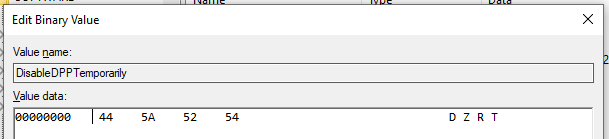 Name Type Data
Edit Binary Value
Value name:
DisableDPPTemporarily
Value data:
00000000 44 5A 52 54 D Z R T